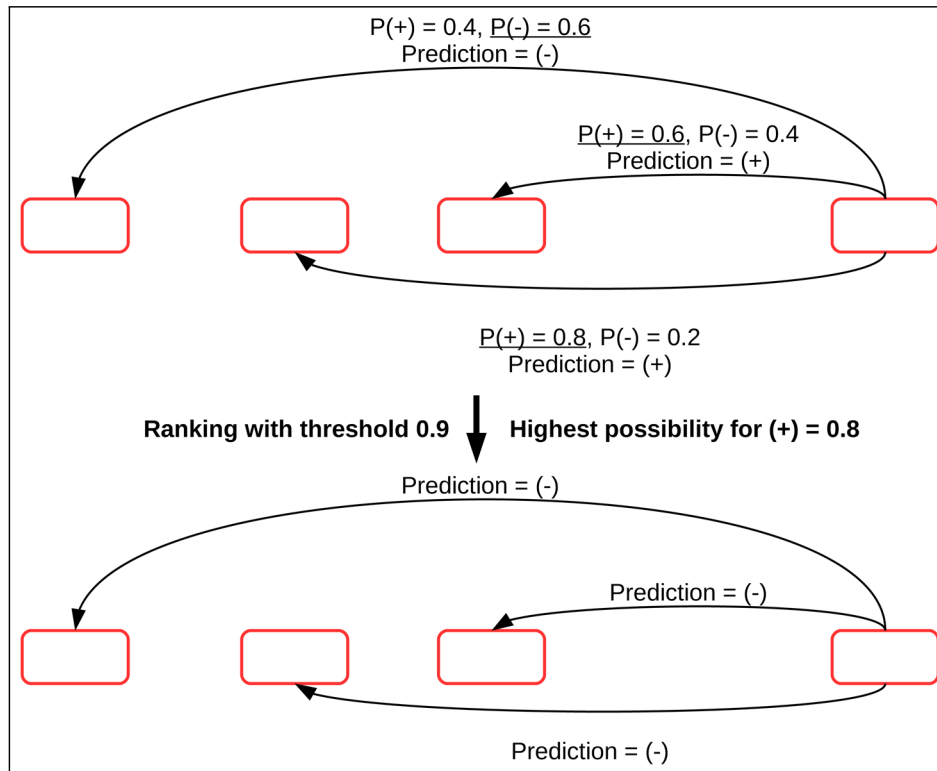 P(+) = 0.4, P(-) = 0.6
Prediction = (-)
P(+) = 0.6, P(-) = 0.4
Prediction = (+)
P(+) = 0.8, P(-) = 0.2
Prediction = (+)
Ranking with threshold 0.9 Highest possibility for (+) = 0.8
Prediction = (-)
Prediction = (-)
Prediction = (-)